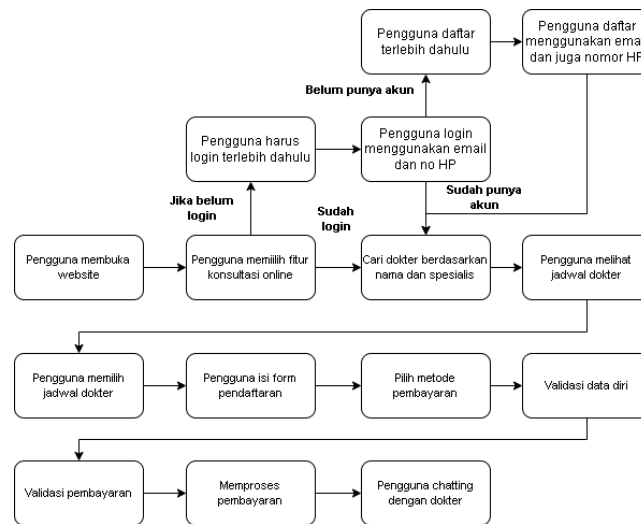 Pengguna daftar
terlebih dahulu
Pengguna daftar
menggunakan email
dan juga nomor HP
Belum punya akun
Pengguna harus
login terlebih dahulu
Pengguna login
menggunakan email
dan no HP
Jika belum
login
Sudah
login
Sudah punya
akun
Pengguna membuka
website
Pengguna memiilih fitur
konsultasi online
Cari dokter berdasarkan
nama dan spesialis
Pengguna melihat
jadwal dokter
Pengguna memilih
jadwal dokter
Pengguna isi form
pendaftaran
Pilih metode
pembayaran
Validasi data diri
Validasi pembayaran
Memproses
pembayaran
Pengguna chatting
dengan dokter